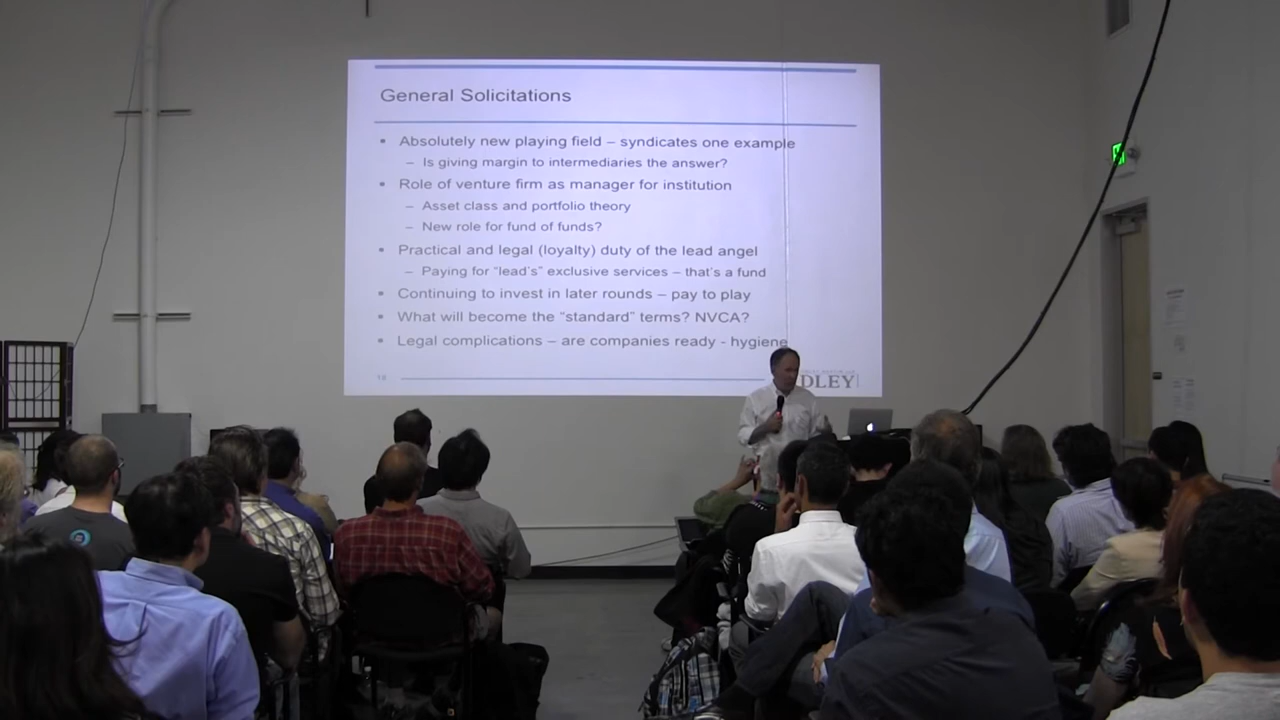 General Solicitations
• Absolutely new playing field – syndicates one example
– Is giving margin to intermediaries the answer?
• Role of venture firm as manager for institution
– Asset class and portfolio theory
– New role for fund of funds?
• Practical and legal (loyalty) duty of the lead angel
– Paying for "lead's" exclusive services – that's a fund
• Continuing to invest in later rounds – pay to play
• What will become the "standard" terms? NVCA?
• Legal complications – are companies ready - hygiene
DLEY